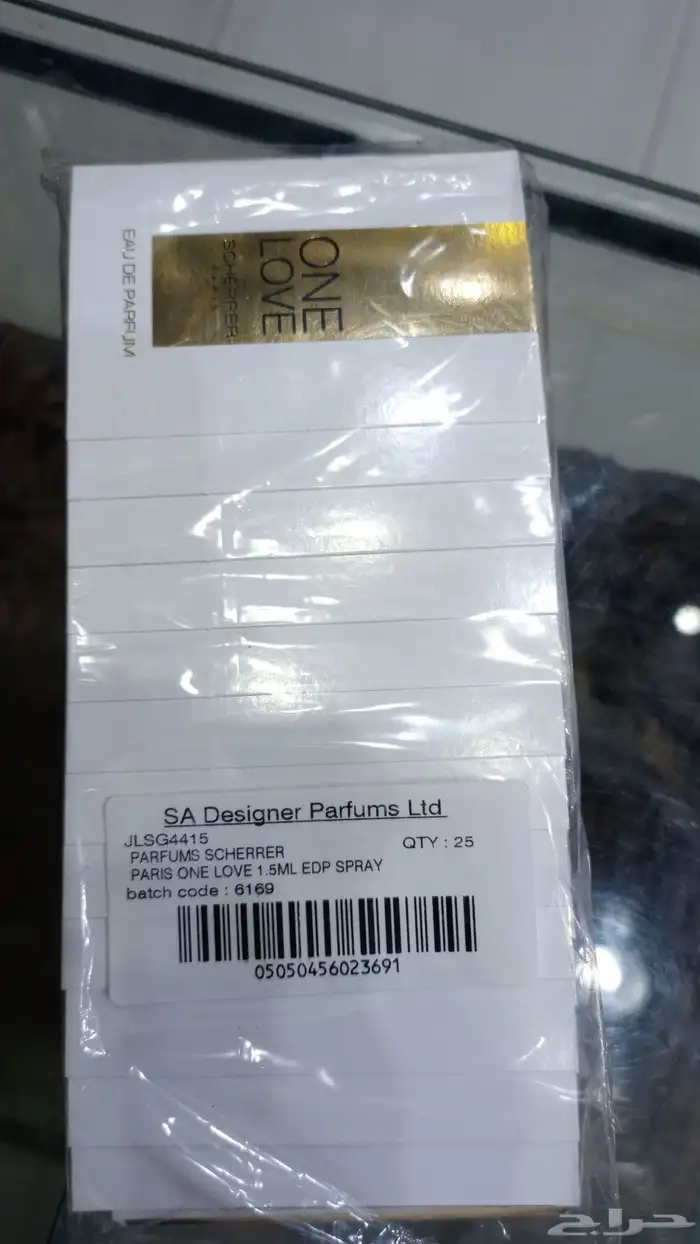 EAU DE PARFUM
ONE
LOVE
SCHERRER
PARIS
SA Designer Parfums Ltd
JLSG4415
QTY : 25
PARFUMS SCHERRER
PARIS ONE LOVE 1.5ML EDP SPRAY
batch code : 6169
05050456023691
حراج